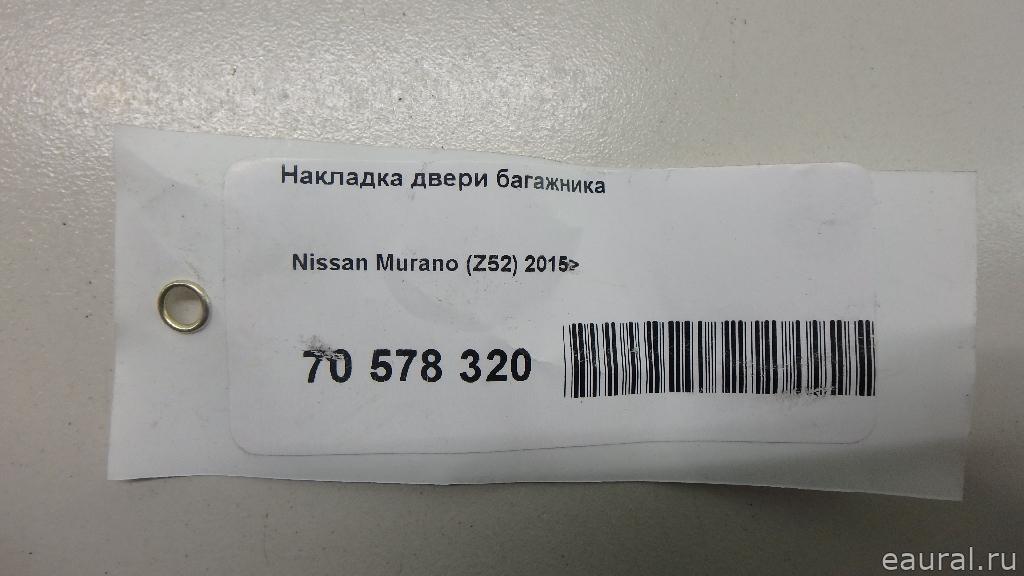 Накладка двери багажника
Nissan Murano (Z52) 2015>
70 578 320
eaural.ru